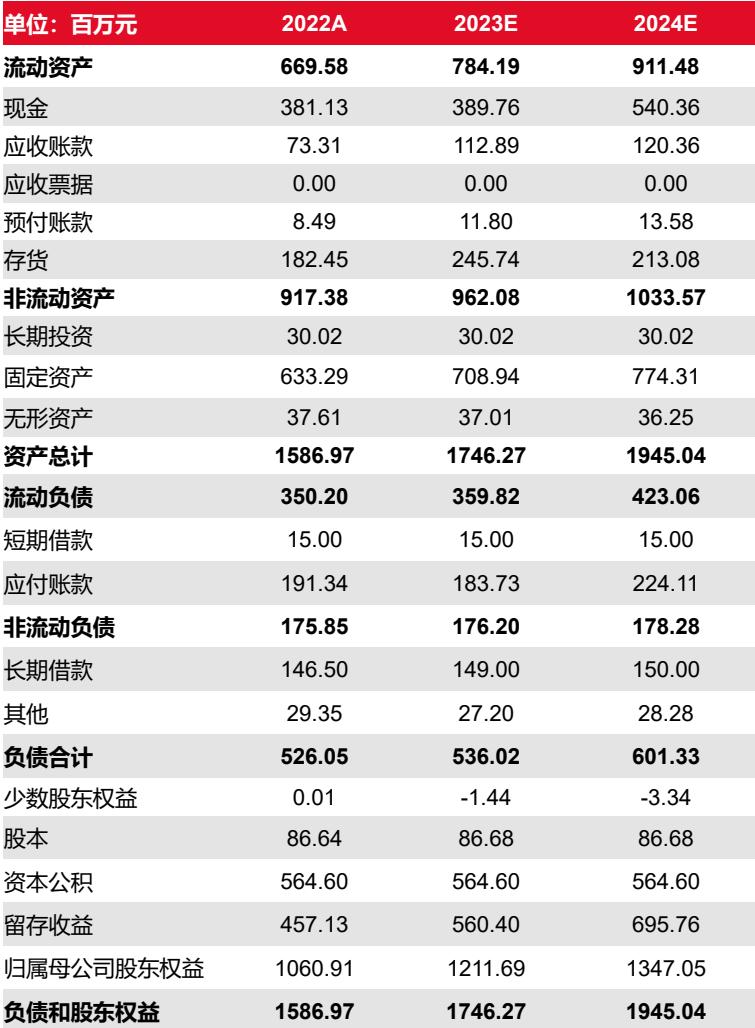 单位：百万元 2022A 2023E 2024E
流动资产 669.58 784.19 911.48
现金 381.13 389.76 540.36
应收账款 73.31 112.89 120.36
应收票据 0.00 0.00 0.00
预付账款 8.49 11.80 13.58
存货 182.45 245.74 213.08
非流动资产 917.38 962.08 1033.57
长期投资 30.02 30.02 30.02
固定资产 633.29 708.94 774.31
无形资产 37.61 37.01 36.25
资产总计 1586.97 1746.27 1945.04
流动负债 350.20 359.82 423.06
短期借款 15.00 15.00 15.00
应付账款 191.34 183.73 224.11
非流动负债 175.85 176.20 178.28
长期借款 146.50 149.00 150.00
其他 29.35 27.20 28.28
负债合计 526.05 536.02 601.33
少数股东权益 0.01 -1.44 -3.34
股本 86.64 86.68 86.68
资本公积 564.60 564.60 564.60
留存收益 457.13 560.40 695.76
归属母公司股东权益 1060.91 1211.69 1347.05
负债和股东权益 1586.97 1746.27 1945.04